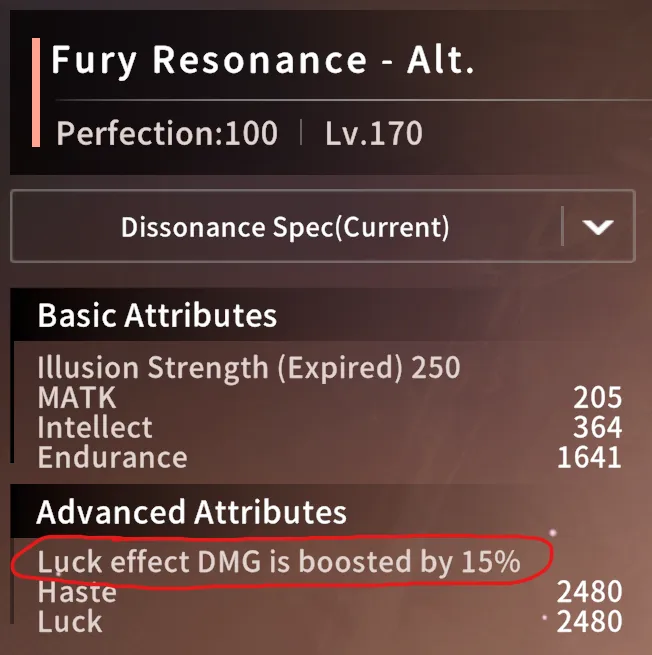 Fury Resonance - Alt.
Perfection:100 | Lv.170
Dissonance Spec(Current)
Basic Attributes
Illusion Strength (Expired) 250
MATK 205
Intellect 364
Endurance 1641
Advanced Attributes
Luck effect DMG is boosted by 15%
Haste 2480
Luck 2480